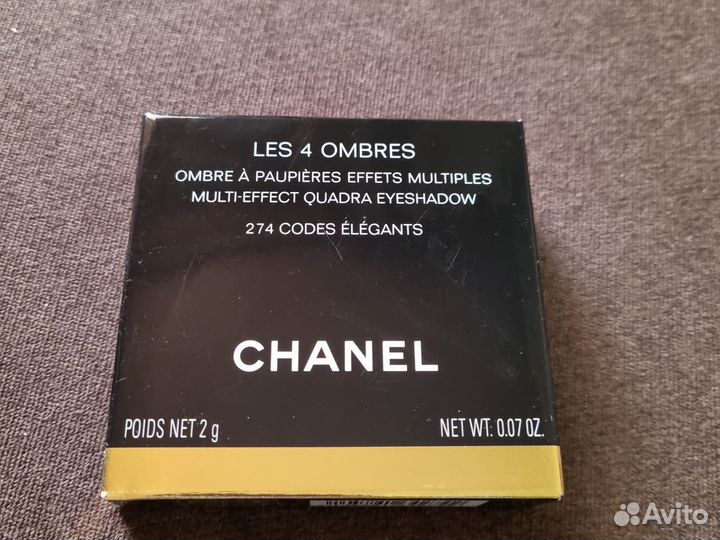 LES 4 OMBRES
OMBRE À PAUPIÈRES EFFETS MULTIPLES
MULTI-EFFECT QUADRA EYESHADOW
274 CODES ÉLÉGANTS
CHANEL
POIDS NET 2 g NET WT. 0.07 OZ.
Avito